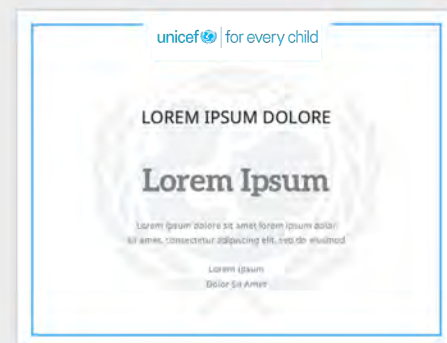 unicef for every child
LOREM IPSUM DOLORE
Lorem Ipsum
Lorem ipsum dolore sit amet lorem ipsum dolor
sit amet, consectetur adipiscing elit, sed do eiusmod
Lorem Ipsum
Dolor Sit Amet